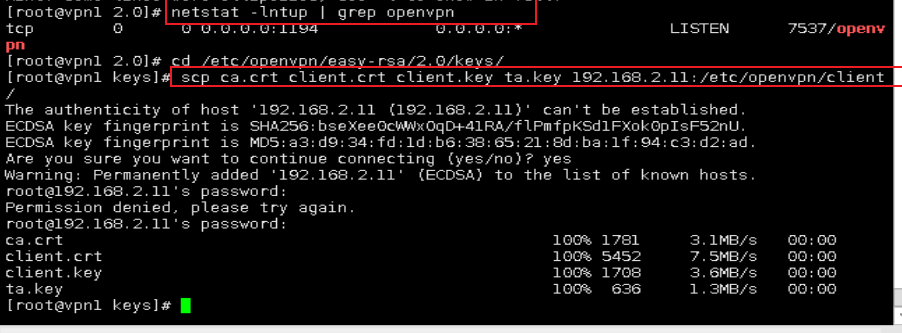 [root@vpn1 2.0]# netstat -lntup | grep openvpn
tcp        0      0 0.0.0.0:1194            0.0.0.0:*               LISTEN      7537/openv
pn
[root@vpn1 2.0]# cd /etc/openvpn/easy-rsa/2.0/keys/
[root@vpn1 keys]# scp ca.crt client.crt client.key ta.key 192.168.2.11:/etc/openvpn/client
/
The authenticity of host '192.168.2.11 (192.168.2.11)' can't be established.
ECDSA key fingerprint is SHA256:bseXee0cWWxOqD+4lRA/flPmfpKSdlFXok0pIsF52nU.
ECDSA key fingerprint is MD5:a3:d9:34:fd:1d:b6:38:65:21:8d:ba:1f:94:c3:d2:ad.
Are you sure you want to continue connecting (yes/no)? yes
Warning: Permanently added '192.168.2.11' (ECDSA) to the list of known hosts.
root@192.168.2.11's password:
Permission denied, please try again.
root@192.168.2.11's password:
ca.crt                                        100% 1781     3.1MB/s   00:00
client.crt                                    100% 5452     7.5MB/s   00:00
client.key                                    100% 1708     3.6MB/s   00:00
ta.key                                        100%  636     1.3MB/s   00:00
[root@vpn1 keys]#